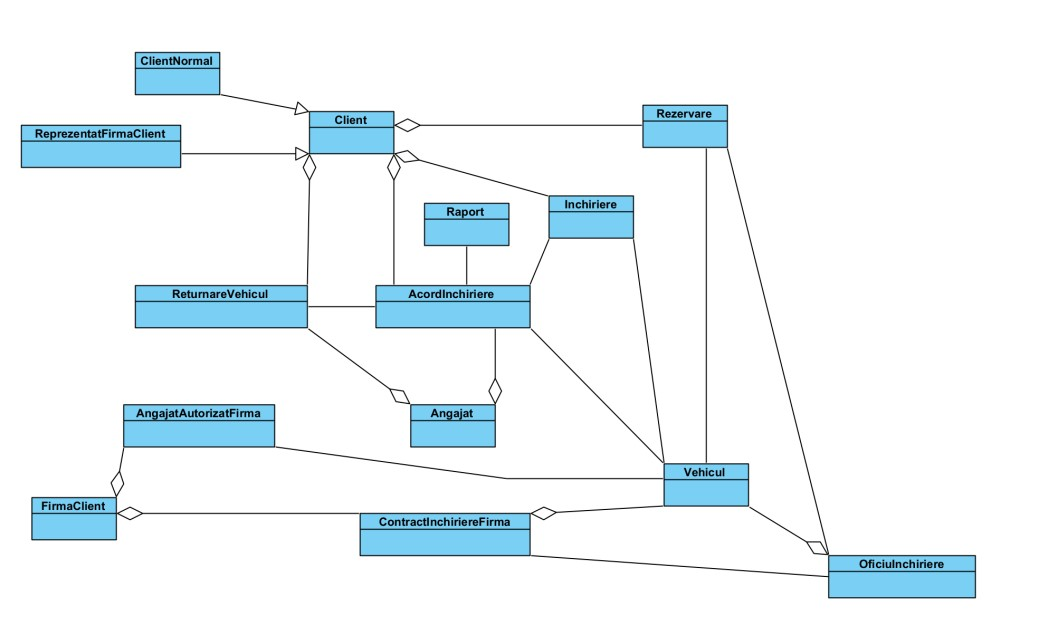 ClientNormal
Rezervare
Client
ReprezentatFirmaClient
Inchiriere
Raport
ReturnareVehicul
AcordInchiriere
AngajatAutorizatFirma
Angajat
Vehicul
FirmaClient
ContractInchiriereFirma
OficiuInchiriere